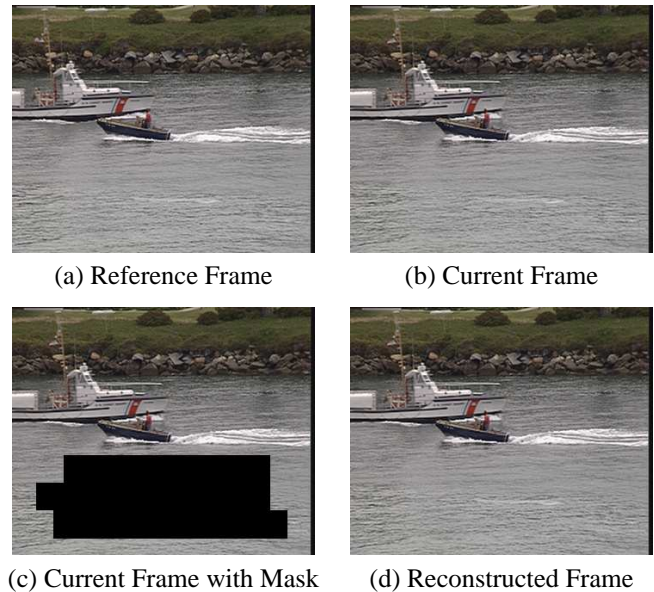 (a) Reference Frame
(b) Current Frame
(c) Current Frame with Mask
(d) Reconstructed Frame